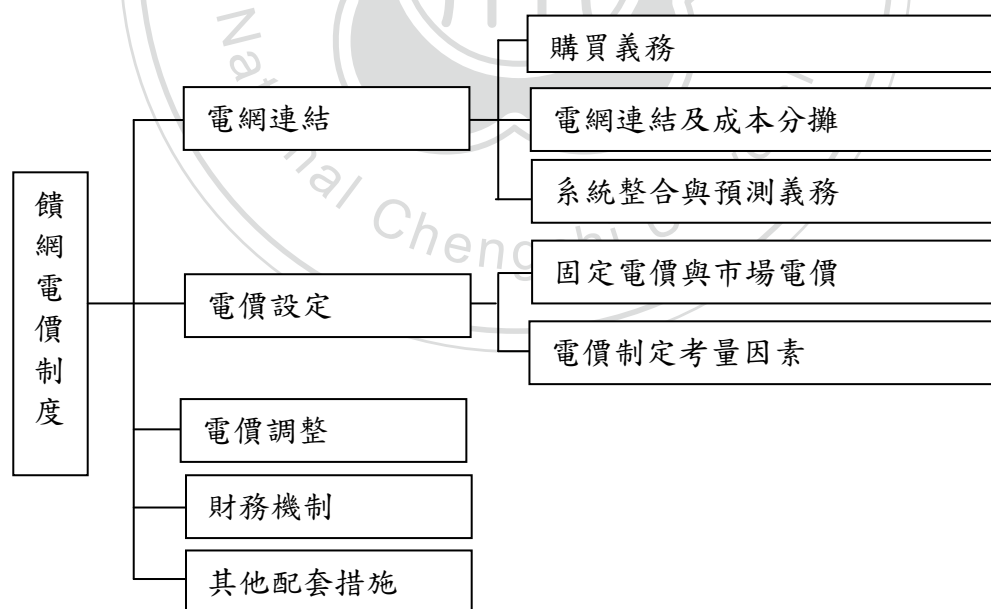 饋網電價制度
電網連結
購買義務
電網連結及成本分攤
系統整合與預測義務
電價設定
固定電價與市場電價
電價制定考量因素
電價調整
財務機制
其他配套措施
National Cheng